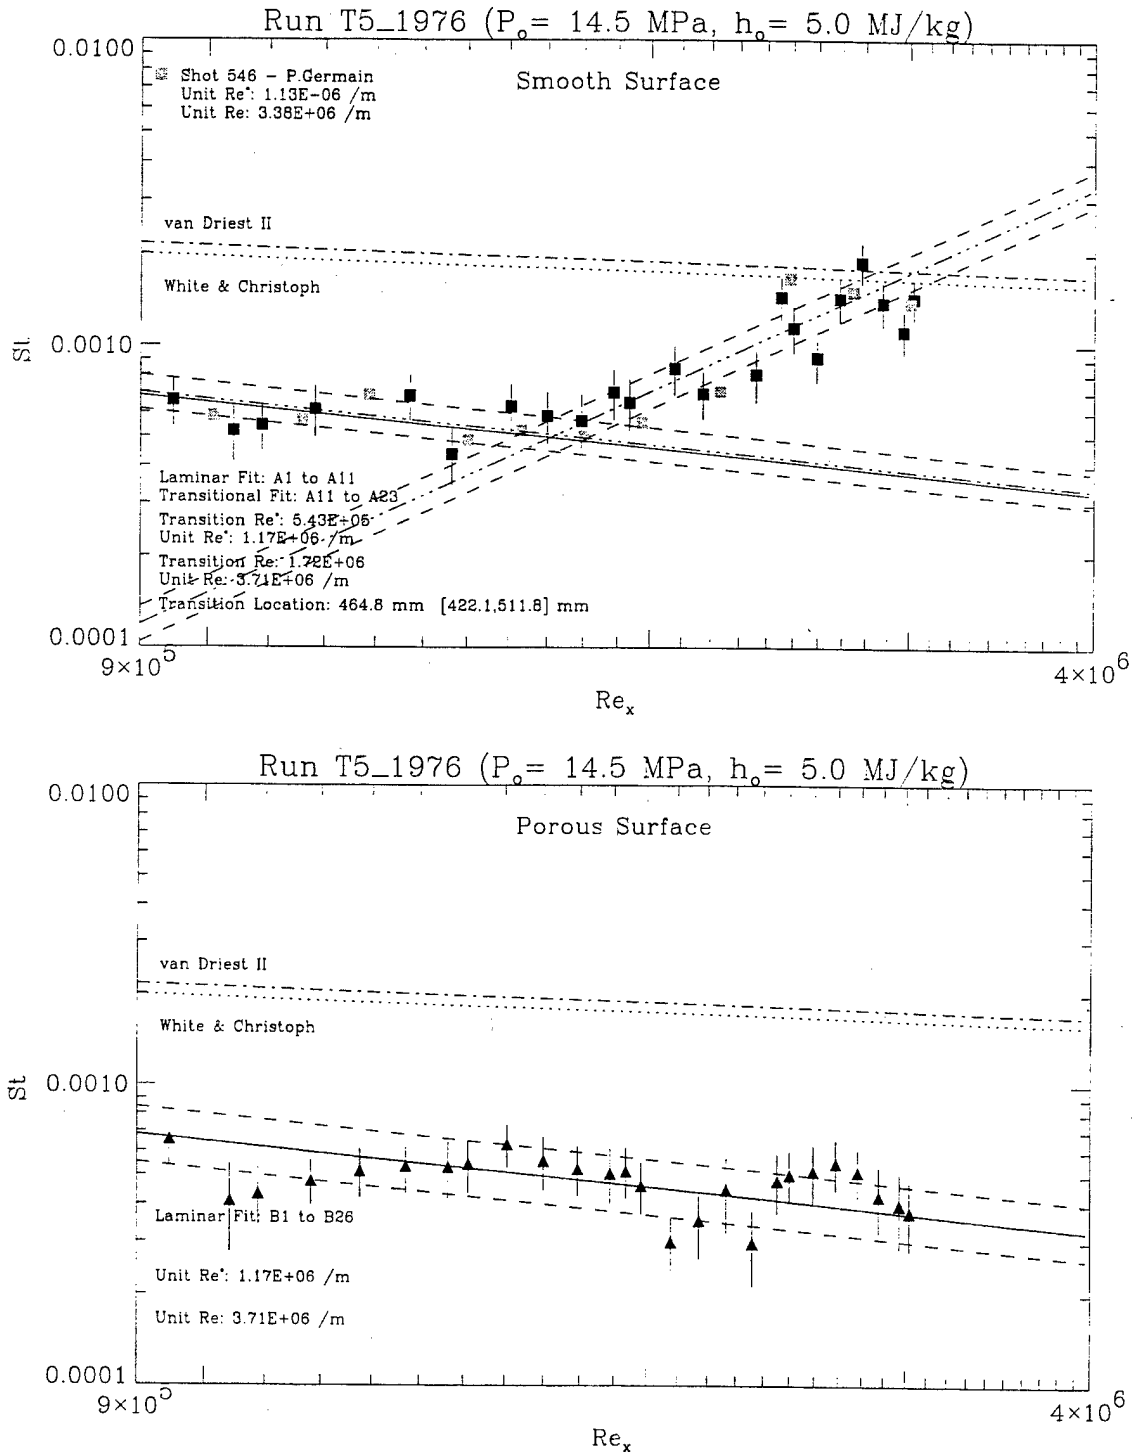 Run T5_1976 (Pₒ= 14.5 MPa, hₒ= 5.0 MJ/kg)
0.0100
Shot 546 - P.Germain
Unit Re*: 1.13E-06 /m
Unit Re: 3.38E+06 /m
Smooth Surface
van Driest II
White & Christoph
St
0.0010
Laminar Fit: A1 to A11
Transitional Fit: A11 to A23
Transition Re*: 5.43E+05
Unit Re*: 1.17E+06 /m
Transition Re: 1.72E+06
Unit Re: 3.71E+06 /m
Transition Location: 464.8 mm [422.1,511.8] mm
0.0001
9×10⁵
4×10⁶
Reₓ
Run T5_1976 (Pₒ= 14.5 MPa, hₒ= 5.0 MJ/kg)
0.0100
Porous Surface
van Driest II
White & Christoph
St
0.0010
Laminar Fit: B1 to B26
Unit Re*: 1.17E+06 /m
Unit Re: 3.71E+06 /m
0.0001
9×10⁵
4×10⁶
Reₓ